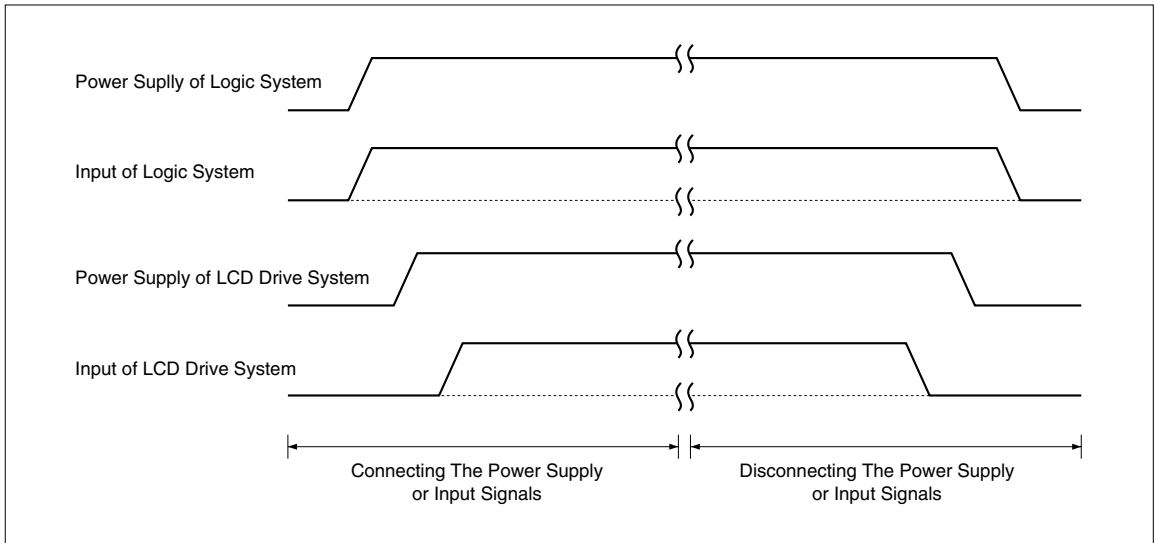 Power Suplly of Logic System
Input of Logic System
Power Supply of LCD Drive System
Input of LCD Drive System
Connecting The Power Supply
or Input Signals
Disconnecting The Power Supply
or Input Signals